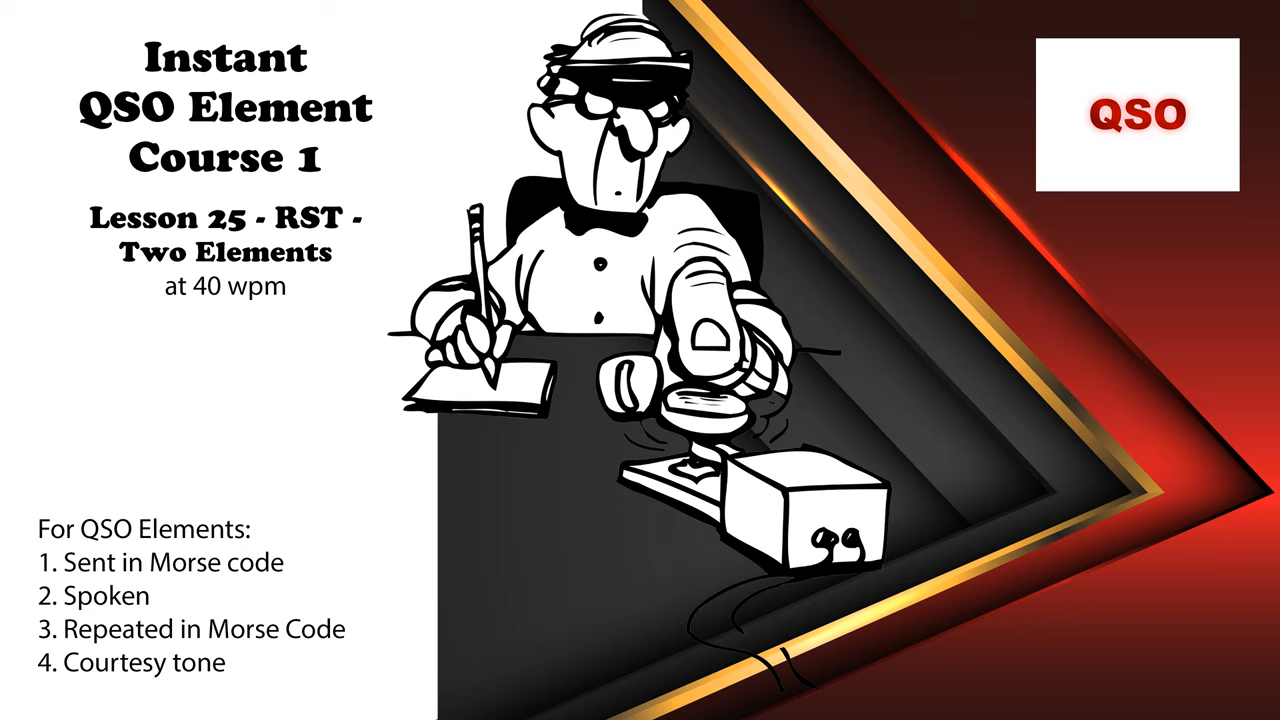 Instant
QSO Element
Course 1
Lesson 25 - RST -
Two Elements
at 40 wpm
QSO
For QSO Elements:
1. Sent in Morse code
2. Spoken
3. Repeated in Morse Code
4. Courtesy tone